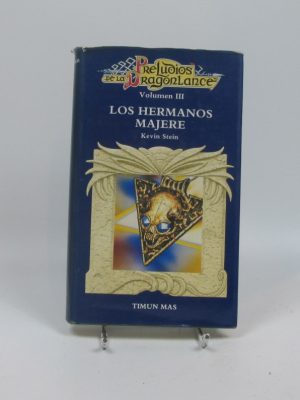 Preludios
DE LA DRAGONLANCE
Volumen III
LOS HERMANOS
MAJERE
Kevin Stein
TIMUN MAS